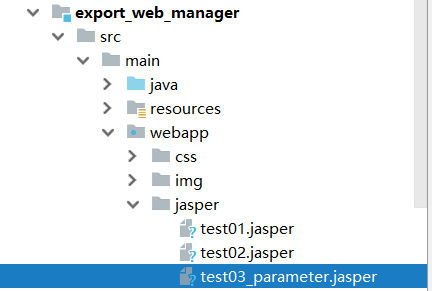 export_web_manager
src
main
java
resources
webapp
css
img
jasper
test01.jasper
test02.jasper
test03_parameter.jasper